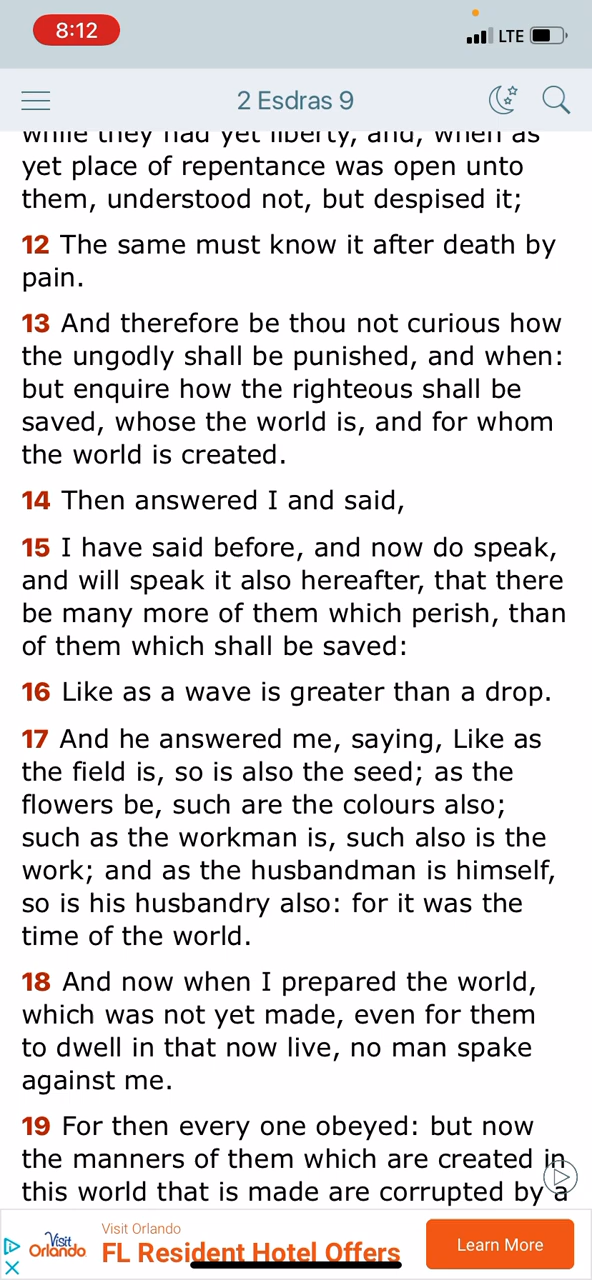 8:12
LTE
2 Esdras 9
while they had yet liberty, and, when as
yet place of repentance was open unto
them, understood not, but despised it;
12 The same must know it after death by
pain.
13 And therefore be thou not curious how
the ungodly shall be punished, and when:
but enquire how the righteous shall be
saved, whose the world is, and for whom
the world is created.
14 Then answered I and said,
15 I have said before, and now do speak,
and will speak it also hereafter, that there
be many more of them which perish, than
of them which shall be saved:
16 Like as a wave is greater than a drop.
17 And he answered me, saying, Like as
the field is, so is also the seed; as the
flowers be, such are the colours also;
such as the workman is, such also is the
work; and as the husbandman is himself,
so is his husbandry also: for it was the
time of the world.
18 And now when I prepared the world,
which was not yet made, even for them
to dwell in that now live, no man spake
against me.
19 For then every one obeyed: but now
the manners of them which are created in
this world that is made are corrupted by a
Visit Orlando
Visit Orlando
FL Resident Hotel Offers
Learn More